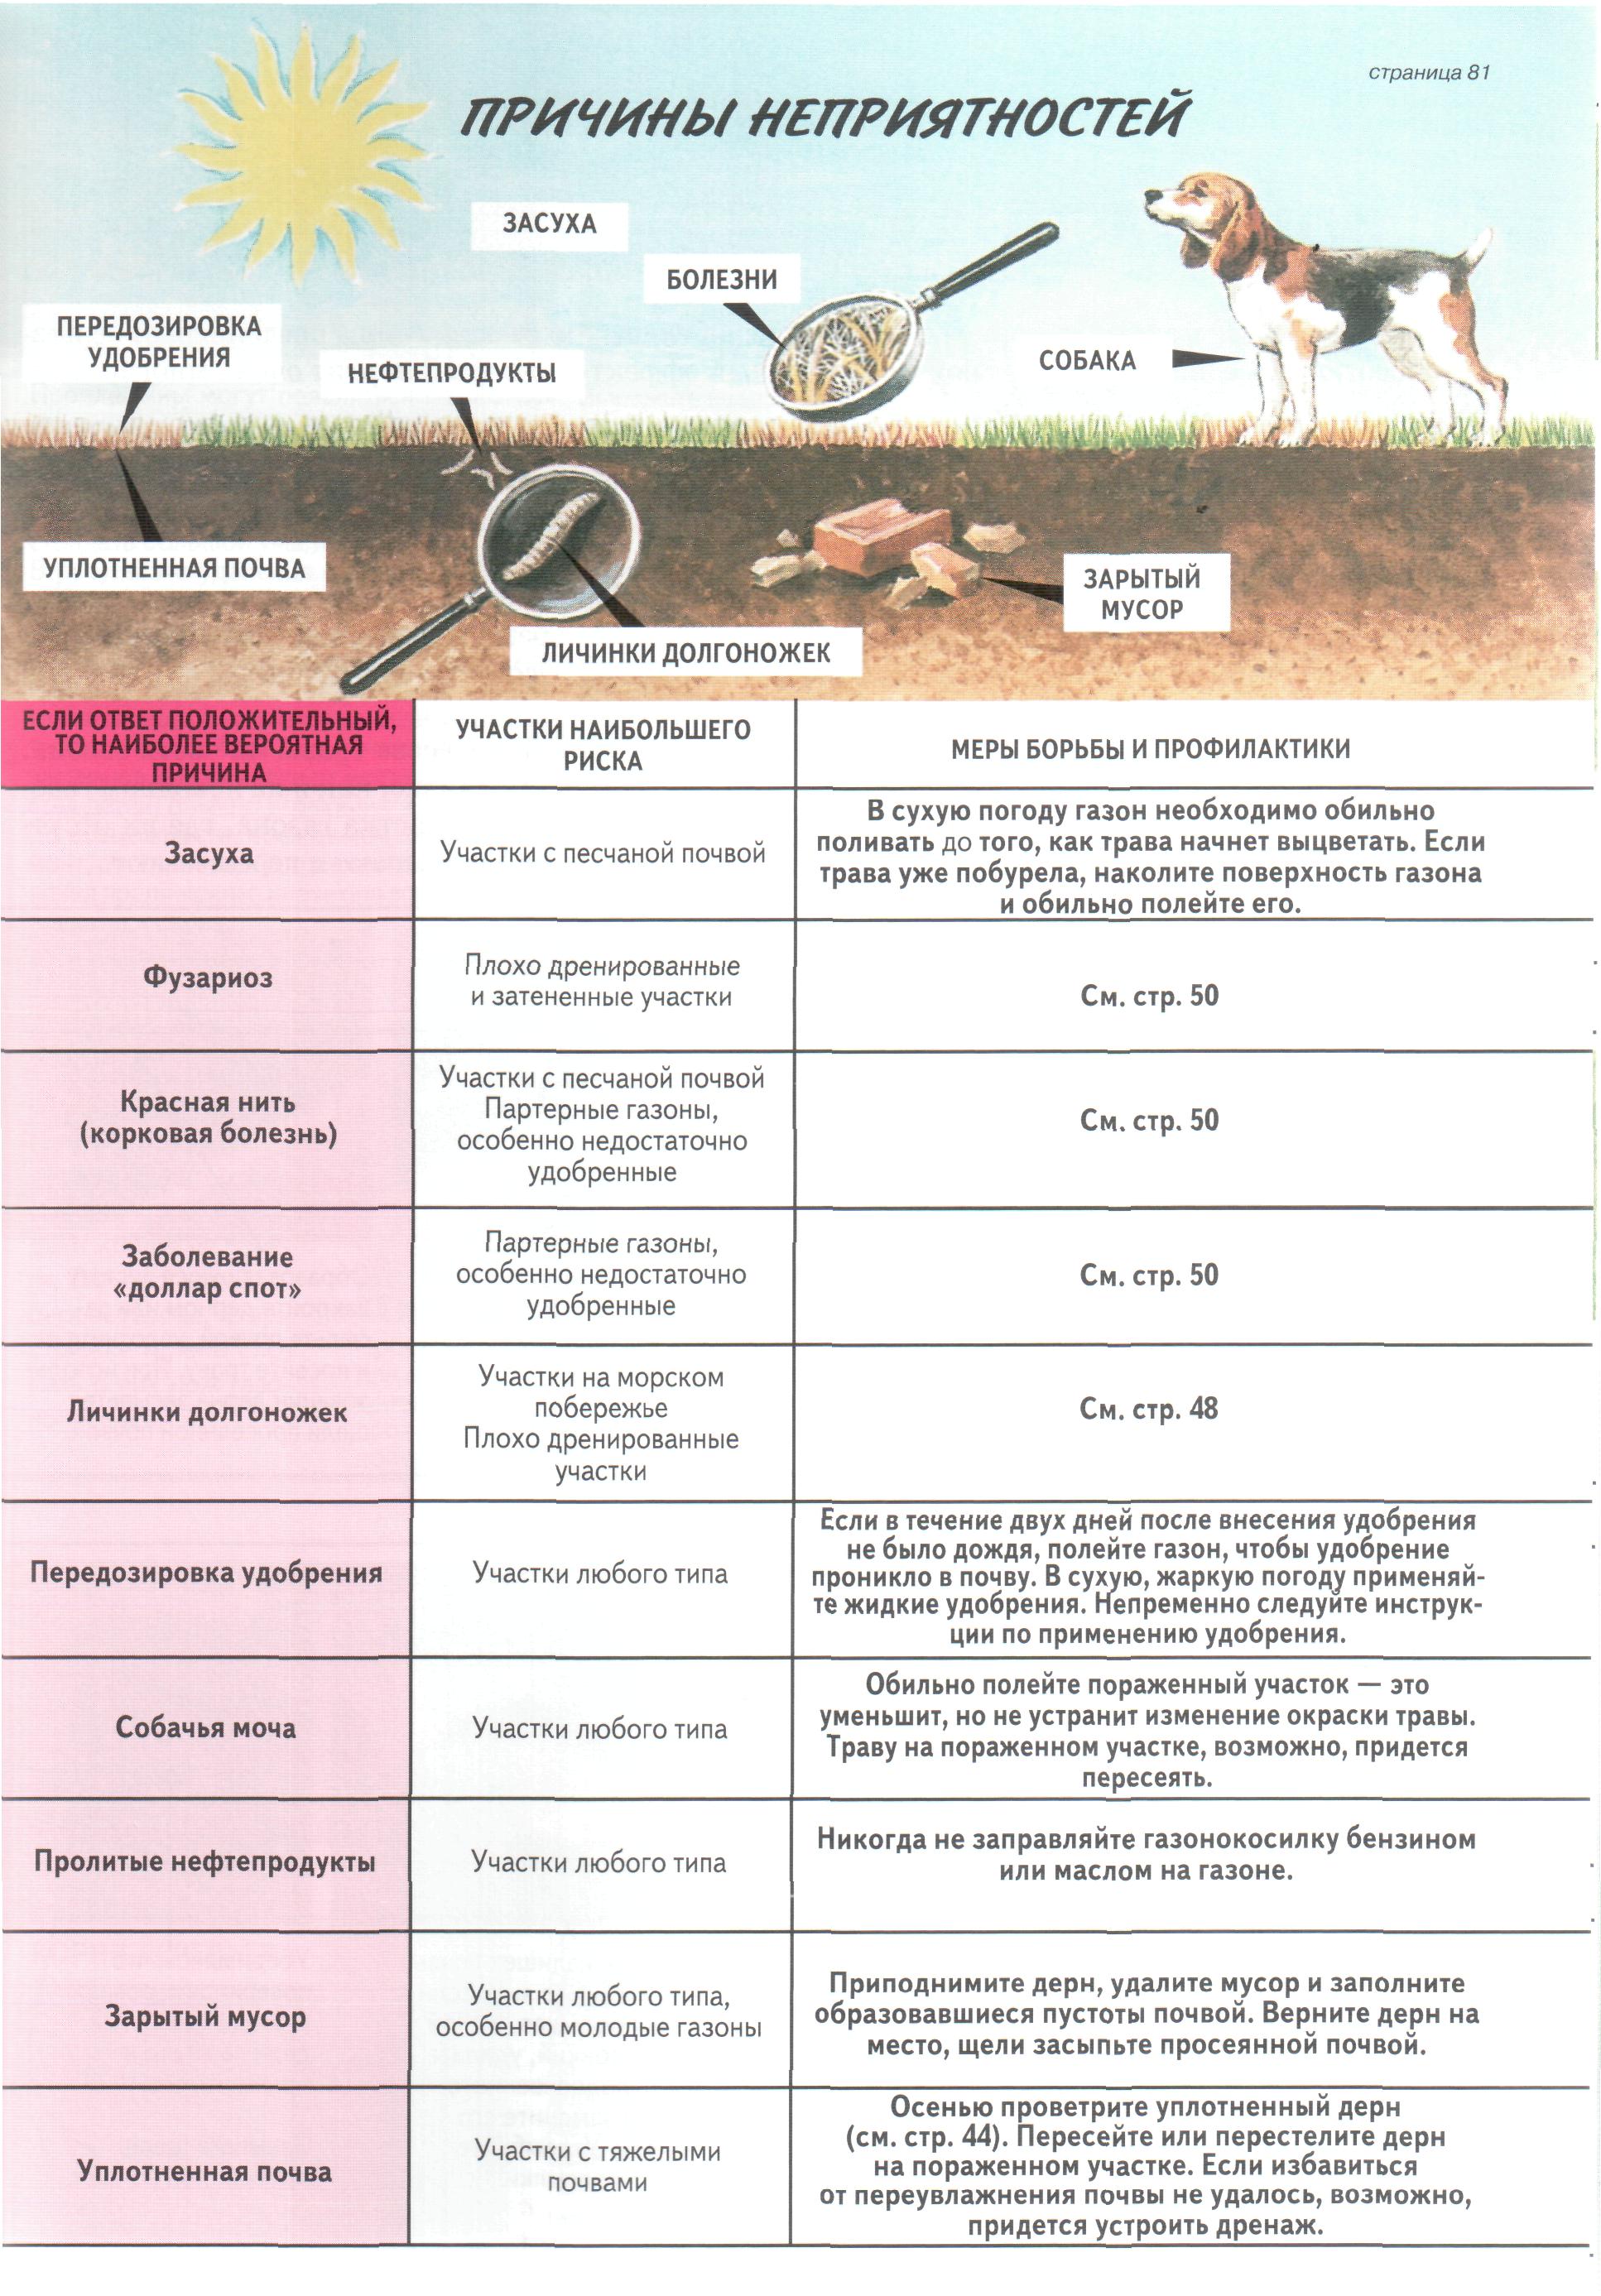 страница 81
ПРИЧИНЫ НЕПРИЯТНОСТЕЙ
ЗАСУХА
БОЛЕЗНИ
ПЕРЕДОЗИРОВКА
УДОБРЕНИЯ
НЕФТЕПРОДУКТЫ
СОБАКА
УПЛОТНЕННАЯ ПОЧВА
ЗАРЫТЫЙ
МУСОР
ЛИЧИНКИ ДОЛГОНОЖЕК
ЕСЛИ ОТВЕТ ПОЛОЖИТЕЛЬНЫЙ,
ТО НАИБОЛЕЕ ВЕРОЯТНАЯ
ПРИЧИНА
УЧАСТКИ НАИБОЛЬШЕГО
РИСКА
МЕРЫ БОРЬБЫ И ПРОФИЛАКТИКИ
Засуха
Участки с песчаной почвой
В сухую погоду газон необходимо обильно
поливать до того, как трава начнет выцветать. Если
трава уже побурела, наколите поверхность газона
и обильно полейте его.
Фузариоз
Плохо дренированные
и затененные участки
См. стр. 50
Красная нить
(корковая болезнь)
Участки с песчаной почвой
Партерные газоны,
особенно недостаточно
удобренные
См. стр. 50
Заболевание
«доллар спот»
Партерные газоны,
особенно недостаточно
удобренные
См. стр. 50
Личинки долгоножек
Участки на морском
побережье
Плохо дренированные
участки
См. стр. 48
Передозировка удобрения
Участки любого типа
Если в течение двух дней после внесения удобрения
не было дождя, полейте газон, чтобы удобрение
проникло в почву. В сухую, жаркую погоду применяй-
те жидкие удобрения. Непременно следуйте инструк-
ции по применению удобрения.
Собачья моча
Участки любого типа
Обильно полейте пораженный участок — это
уменьшит, но не устранит изменение окраски травы.
Траву на пораженном участке, возможно, придется
пересеять.
Пролитые нефтепродукты
Участки любого типа
Никогда не заправляйте газонокосилку бензином
или маслом на газоне.
Зарытый мусор
Участки любого типа,
особенно молодые газоны
Приподнимите дерн, удалите мусор и заполните
образовавшиеся пустоты почвой. Верните дерн на
место, щели засыпьте просеянной почвой.
Уплотненная почва
Участки с тяжелыми
почвами
Осенью проветрите уплотненный дерн
(см. стр. 44). Пересейте или перестелите дерн
на пораженном участке. Если избавиться
от переувлажнения почвы не удалось, возможно,
придется устроить дренаж.